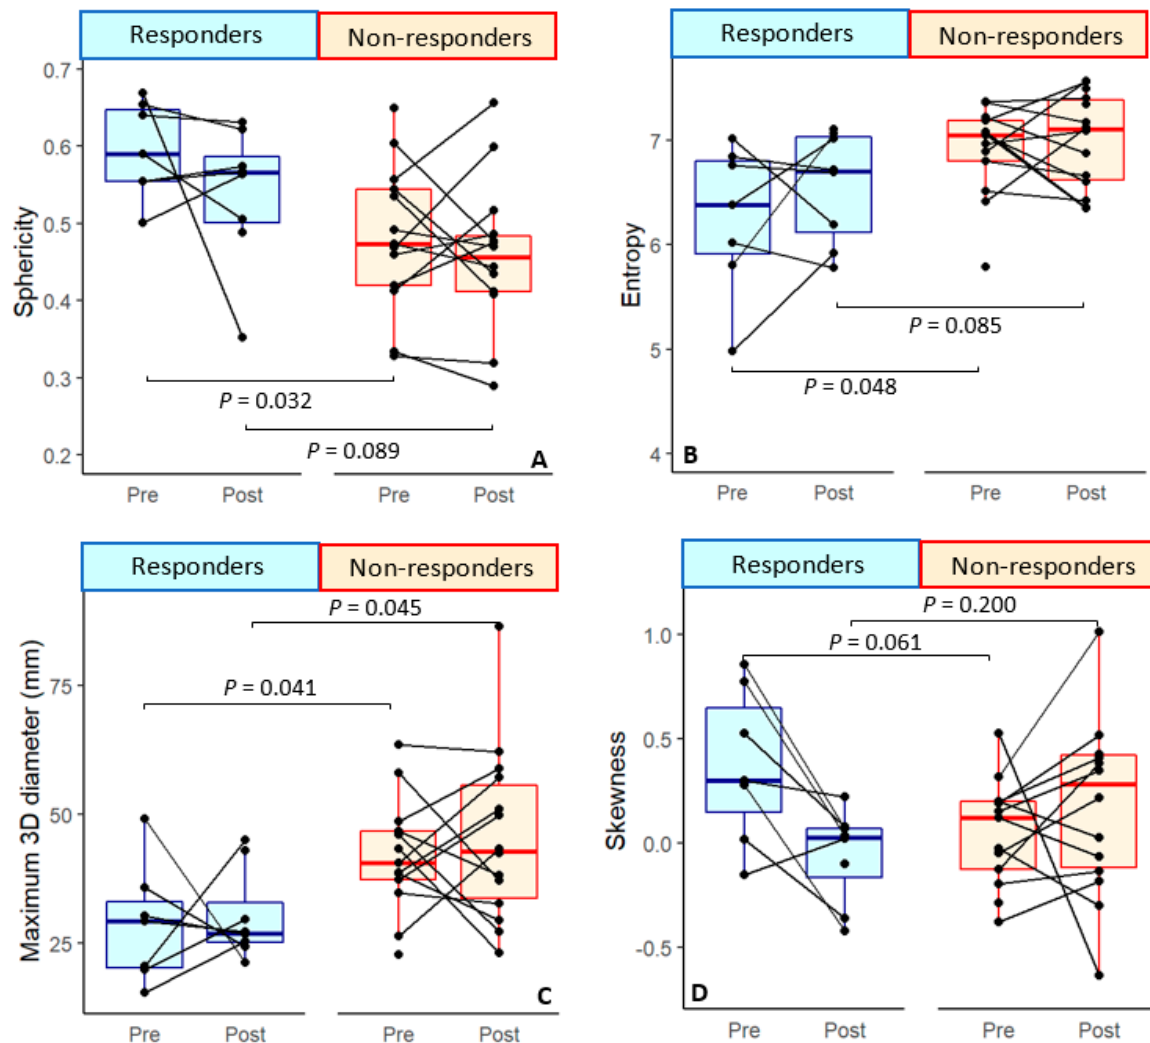 Responders Non-responders
0.7
0.6
0.5
0.4
0.3
0.2
Sphericity
P = 0.032
P = 0.089
A
Pre Post Pre Post
Responders Non-responders
7
6
5
4
Entropy
P = 0.085
P = 0.048
B
Pre Post Pre Post
Responders Non-responders
75
50
25
Maximum 3D diameter (mm)
P = 0.045
P = 0.041
C
Pre Post Pre Post
Responders Non-responders
1.0
0.5
0.0
-0.5
Skewness
P = 0.200
P = 0.061
D
Pre Post Pre Post